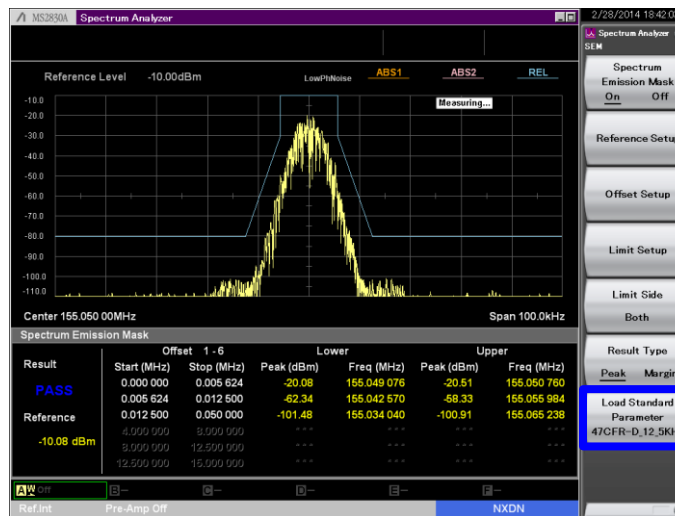 MS2830A Spectrum Analyzer
2/28/2014 18:42:03
Spectrum Analyzer
SEM
Reference Level -10.00dBm
LowPhNoise ABS1 ABS2 REL
Measuring...
-10.0
-20.0
-30.0
-40.0
-50.0
-60.0
-70.0
-80.0
-90.0
-100.0
-110.0
Center 155.050 00MHz
Span 100.0kHz
Spectrum Emission Mask
Offset 1 - 6 Lower Upper
Result Start (MHz) Stop (MHz) Peak (dBm) Freq (MHz) Peak (dBm) Freq (MHz)
PASS
0.000 000 0.005 624 -20.08 155.049 076 -20.51 155.050 760
0.005 624 0.012 500 -62.34 155.042 570 -58.33 155.055 984
Reference 0.012 500 0.050 000 -101.48 155.034 040 -100.91 155.065 238
4.000 000 8.000 000 *** *** *** ***
-10.08 dBm
8.000 000 12.500 000 *** *** *** ***
12.500 000 15.000 000 *** *** *** ***
A W Off B- C- D- E- F-
Ref.Int Pre-Amp Off NXDN
Spectrum
Emission Mask
On Off
Reference Setu
Offset Setup
Limit Setup
Limit Side
Both
Result Type
Peak Margin
Load Standard
Parameter
47CFR-D_12_5KH